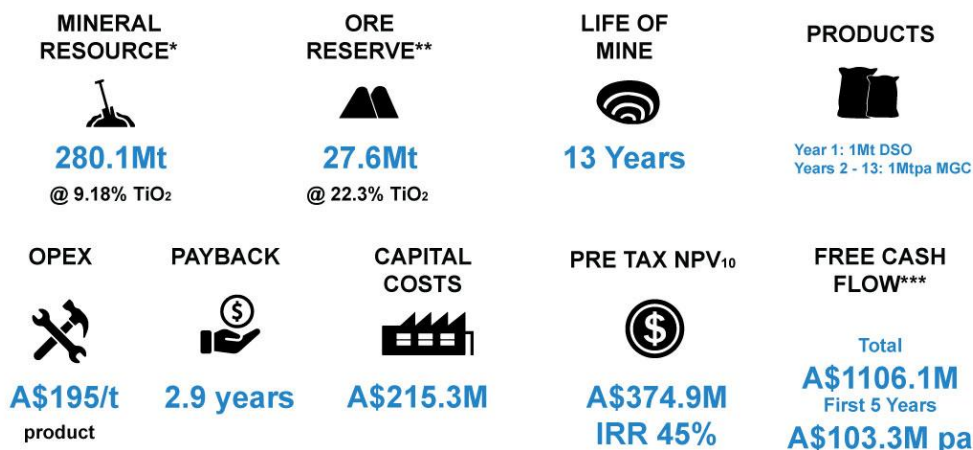 MINERAL
RESOURCE*
280.1Mt
@ 9.18% TiO₂
ORE
RESERVE**
27.6Mt
@ 22.3% TiO₂
LIFE OF
MINE
13 Years
PRODUCTS
Year 1: 1Mt DSO
Years 2 - 13: 1Mtpa MGC
OPEX
A$195/t
product
PAYBACK
$
2.9 years
CAPITAL
COSTS
A$215.3M
PRE TAX NPV₁₀
$
A$374.9M
IRR 45%
FREE CASH
FLOW***
Total
A$1106.1M
First 5 Years
A$103.3M pa